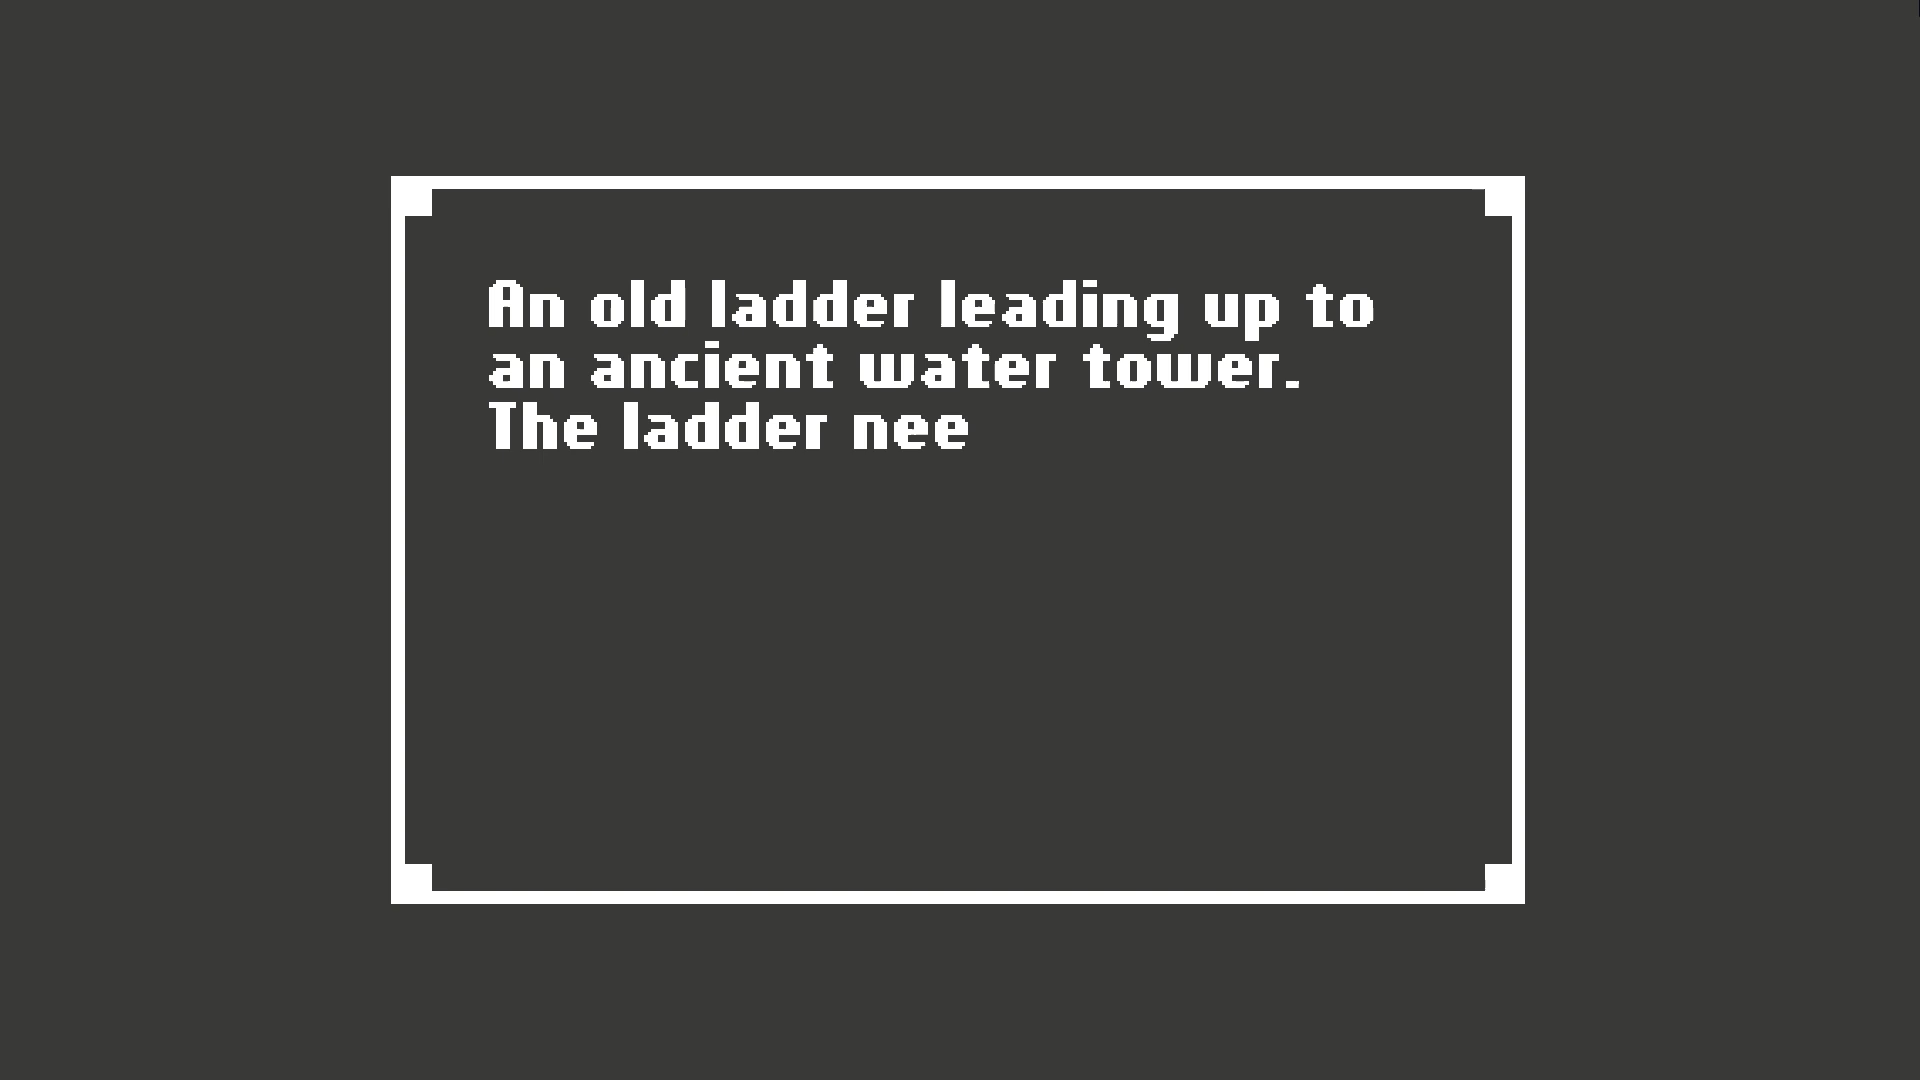 An old ladder leading up to
an ancient water tower.
The ladder nee